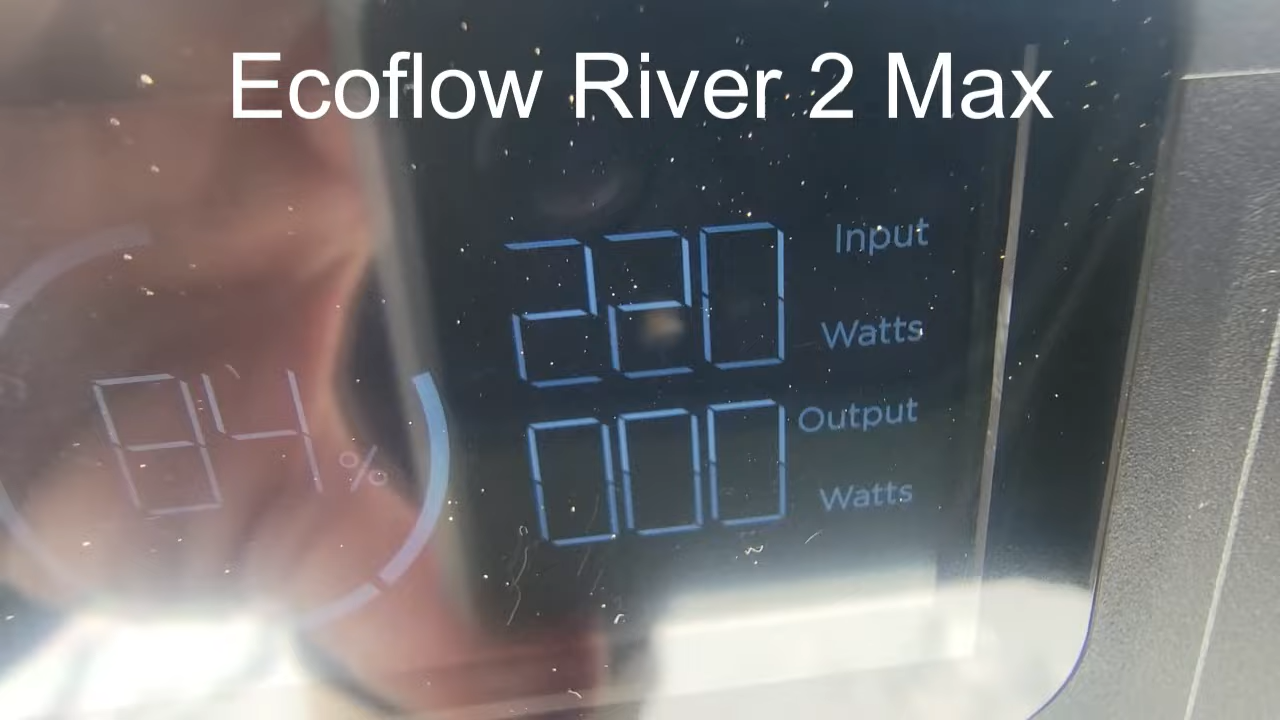 Ecoflow River 2 Max
220 Input
Watts
84%
000 Output
Watts